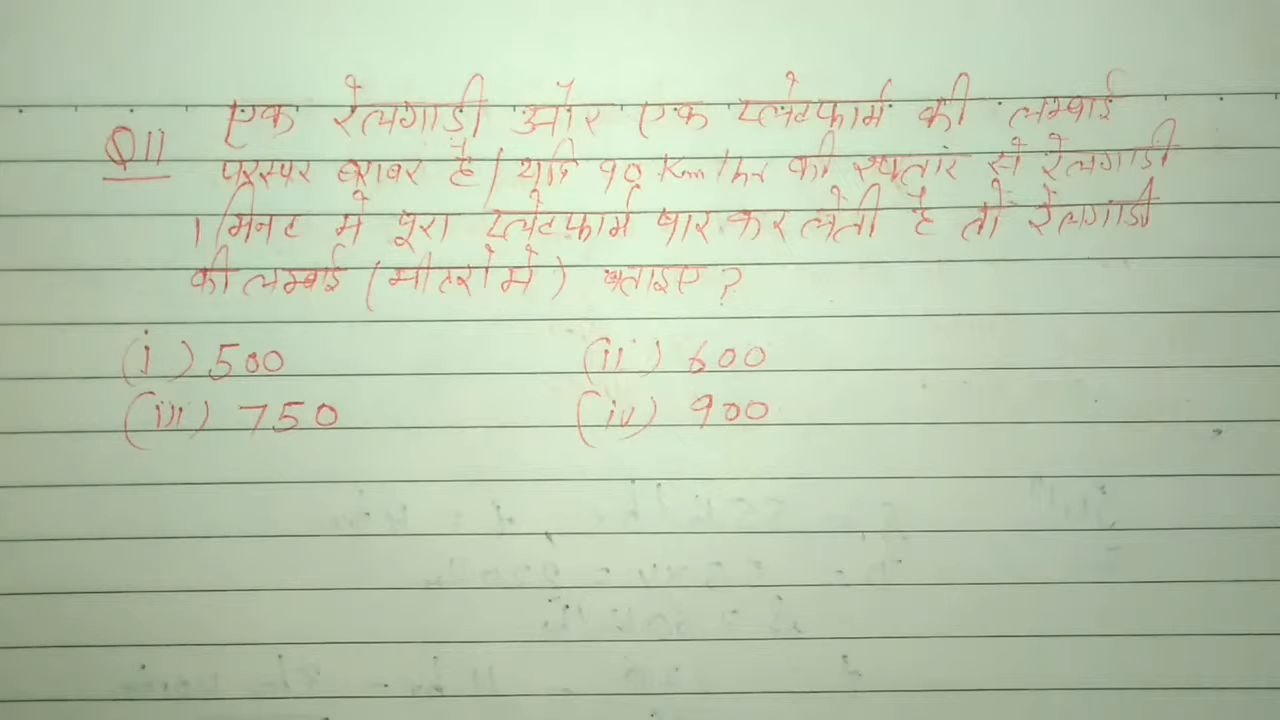 Q11 एक रेलगाडी और एक प्लेटफार्म की लम्बाई
परस्पर बराबर है। यदि 90 Km/hr की रफ्तार से रेलगाडी
1 मिनट मे पूरा प्लेटफार्म पार कर लेती है तो रेलगाडी
की लम्बाई (मीटरो मे) बताइए ?
(i) 500 (ii) 600
(iii) 750 (iv) 900